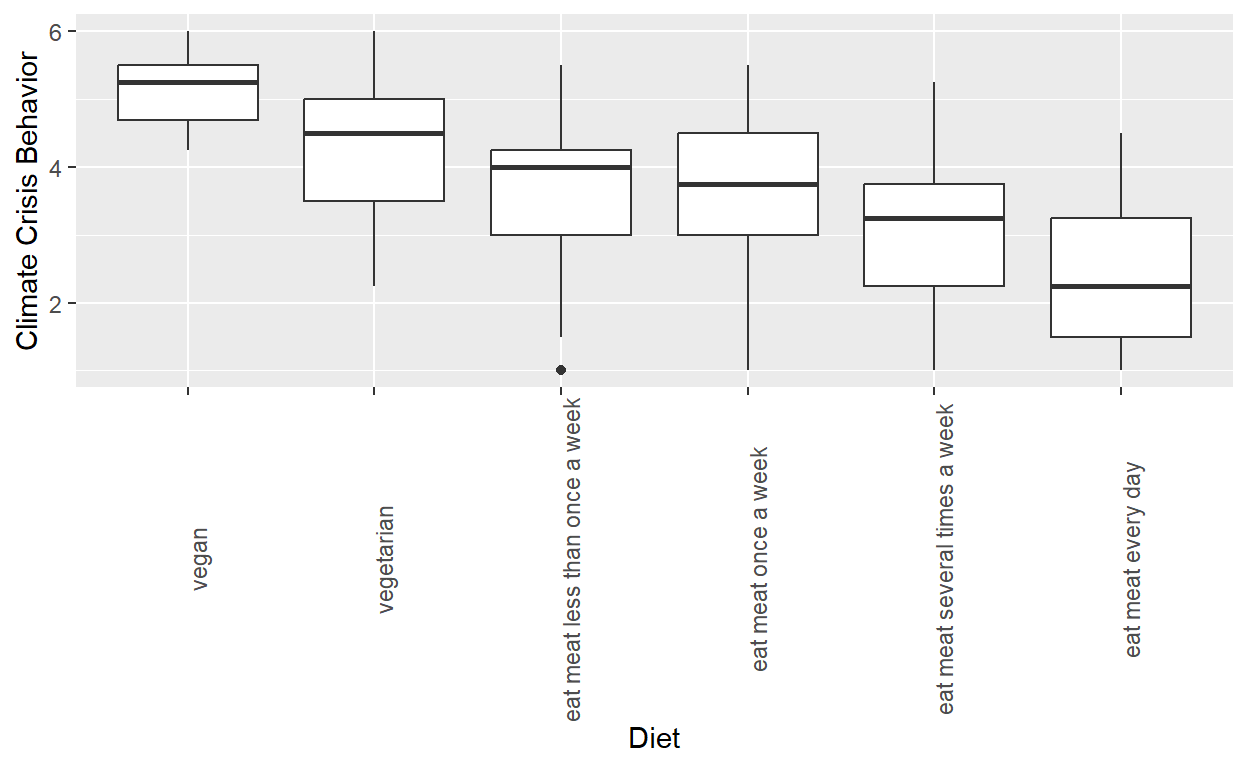 Climate Crisis Behavior
6
4
2
vegan
vegetarian
eat meat less than once a week
eat meat once a week
eat meat several times a week
eat meat every day
Diet